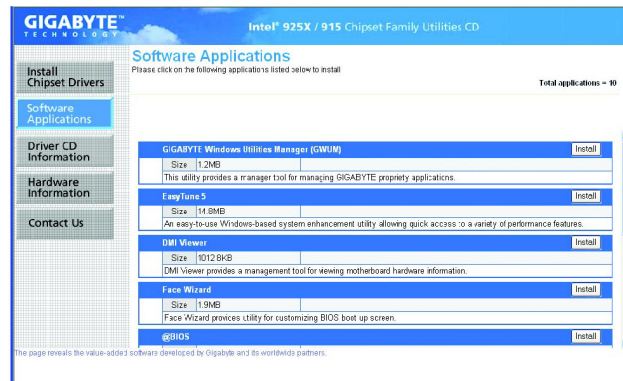 GIGABYTE™
TECHNOLOGY
Intel® 925X / 915 Chipset Family Utilities CD
Install
Chipset Drivers
Software
Applications
Driver CD
Information
Hardware
Information
Contact Us
Software Applications
Please click on the following applications listed below to install
Total applications = 10
GIGABYTE Windows Utilities Manager (GWUM) Install
Size 1.2MB
This utility provides a manager tool for managing GIGABYTE propriety applications.
EasyTune 5 Install
Size 14.8MB
An easy-to-use Windows-based system enhancement utility allowing quick access to a variety of performance features.
DMI Viewer Install
Size 1012.8KB
DMI Viewer provides a management tool for viewing motherboard hardware information.
Face Wizard Install
Size 1.9MB
Face Wizard provices utility for customizing BIOS boot up screen.
@BIOS Install
The page reveals the value-added software developed by Gigabyte and its worldwide partners.